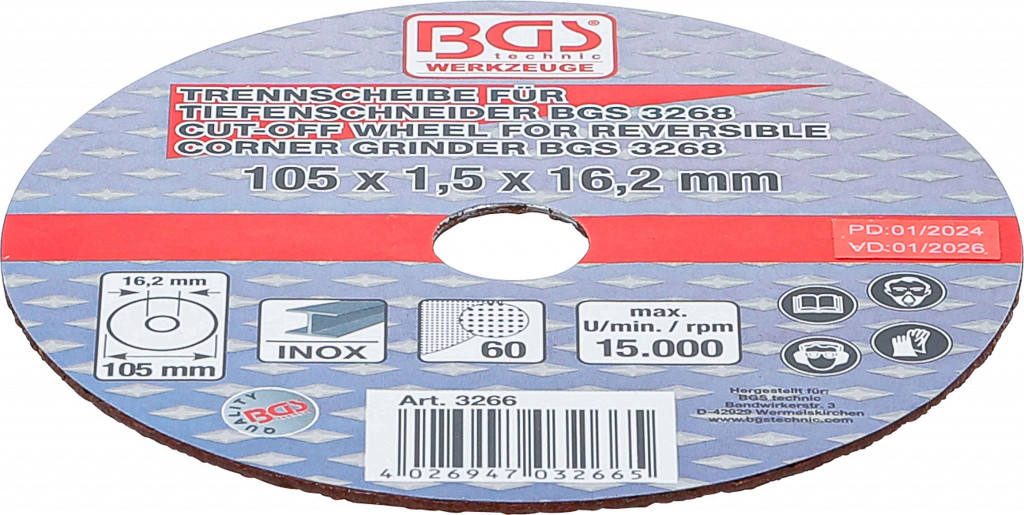 BGS®
technic
WERKZEUGE
TRENNSCHEIBE FÜR
TIEFENSCHNEIDER BGS 3268
CUT-OFF WHEEL FOR REVERSIBLE
CORNER GRINDER BGS 3268
105 x 1,5 x 16,2 mm
PD:01/2024
VD:01/2026
16,2 mm
105 mm
INOX
60
max.
U/min. / rpm
15.000
QUALITY
BGS
Art. 3266
4 026947 032665
Hergestellt für:
BGS technic
Bandwirkerstr. 3
D-42929 Wermelskirchen
www.bgstechnic.com